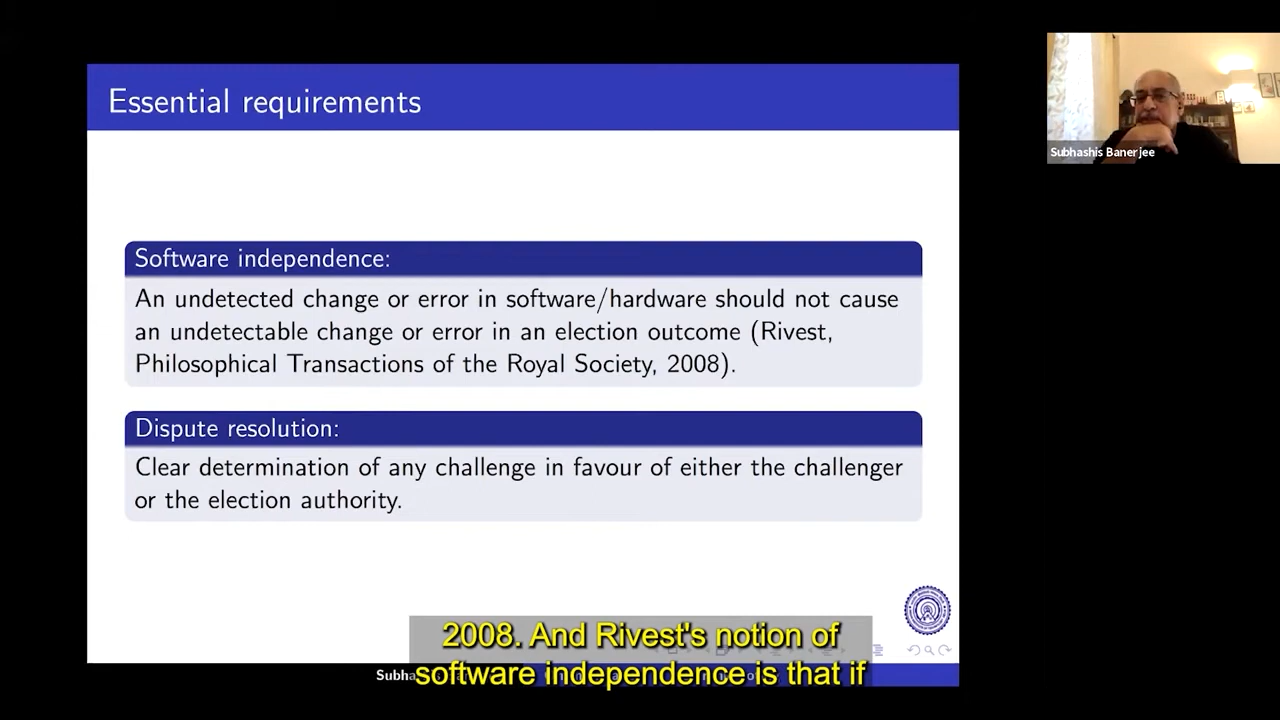 Essential requirements
Subhashis Banerjee
Software independence:
An undetected change or error in software/hardware should not cause
an undetectable change or error in an election outcome (Rivest,
Philosophical Transactions of the Royal Society, 2008).
Dispute resolution:
Clear determination of any challenge in favour of either the challenger
or the election authority.
2008. And Rivest's notion of
software independence is that if